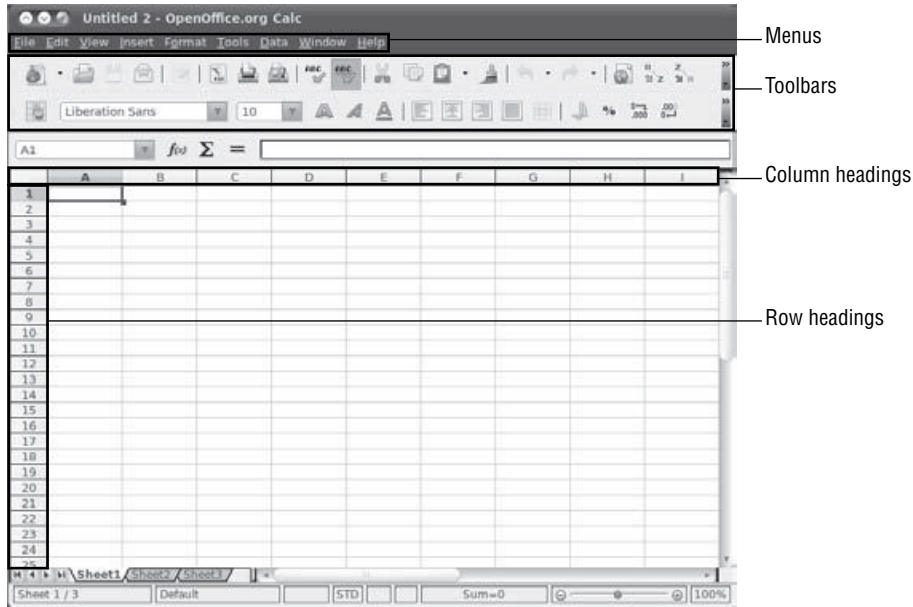 Untitled 2 - OpenOffice.org Calc
File Edit View Insert Format Tools Data Window Help
Menus
Toolbars
Liberation Sans 10
A1 f(x) Σ =
Column headings
A B C D E F G H I
1
2
3
4
5
6
7
8
9
Row headings
10
11
12
13
14
15
16
17
18
19
20
21
22
23
24
25
Sheet1 Sheet2 Sheet3
Sheet 1 / 3 Default STD Sum=0 100%